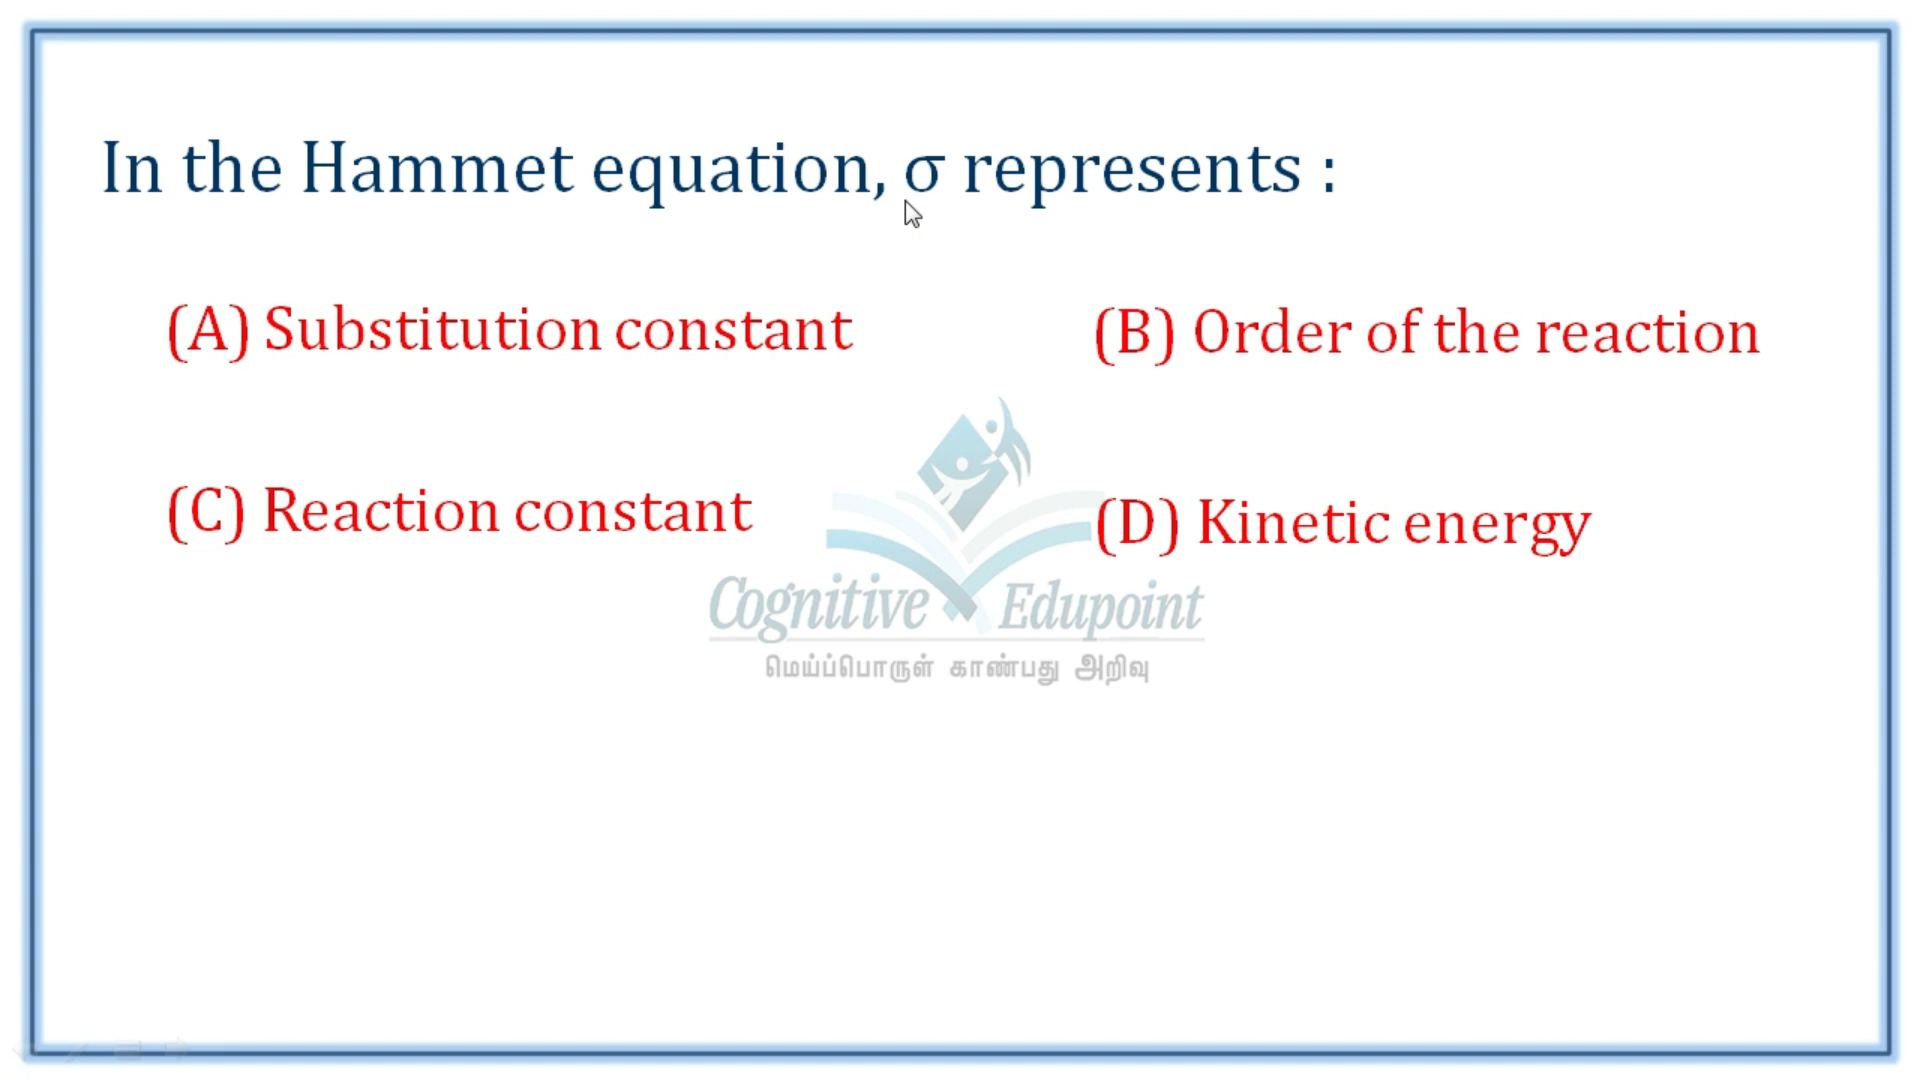 In the Hammet equation, σ represents :
(A) Substitution constant
(B) Order of the reaction
(C) Reaction constant
(D) Kinetic energy
Cognitive Edupoint
மெய்ப்பொருள் காண்பது அறிவு